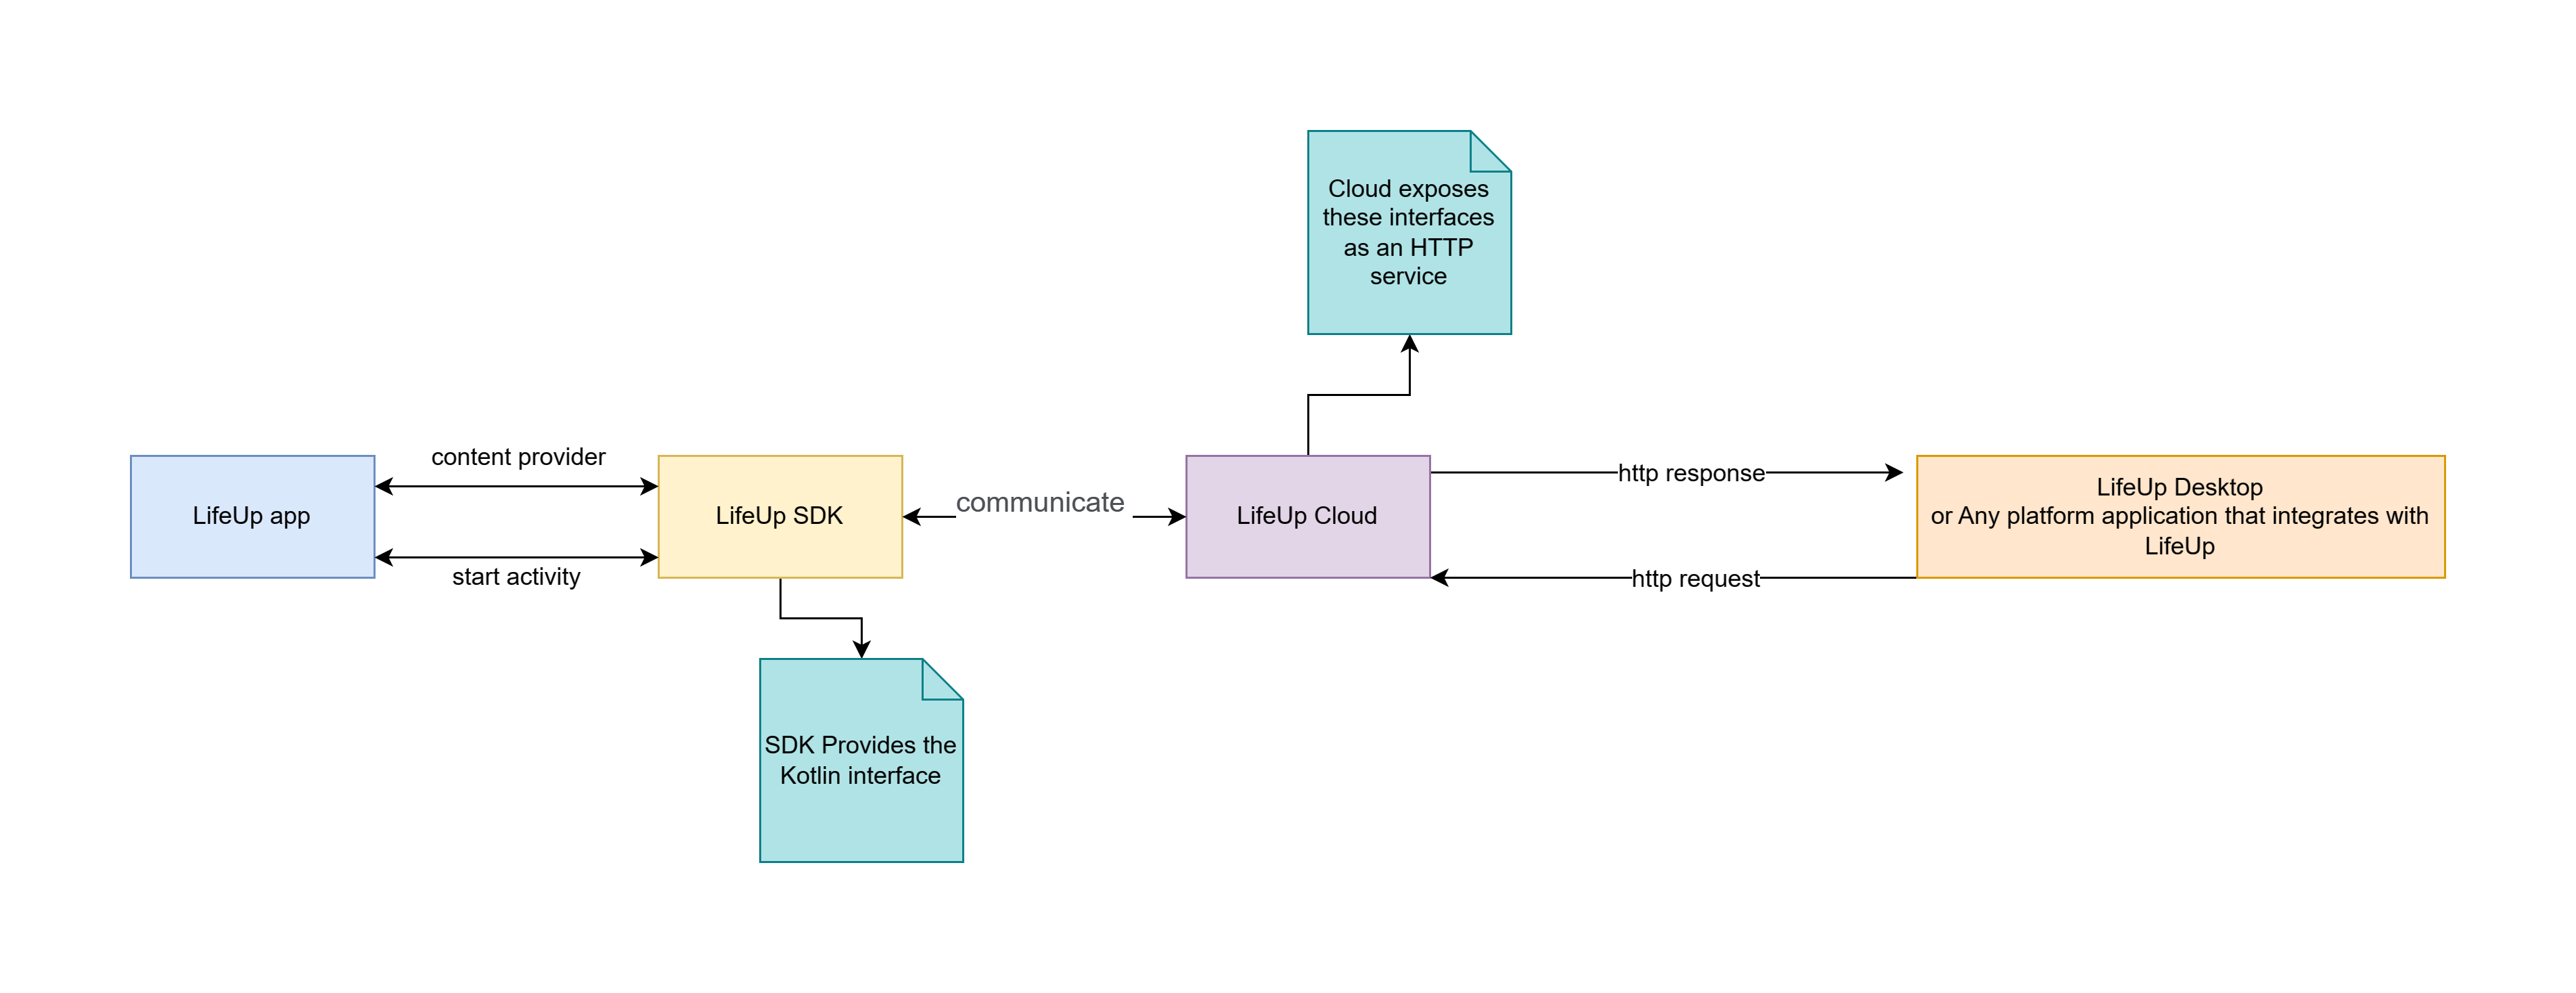 Cloud exposes
these interfaces
as an HTTP
service
content provider
LifeUp app
start activity
LifeUp SDK
communicate
LifeUp Cloud
http response
http request
LifeUp Desktop
or Any platform application that integrates with
LifeUp
SDK Provides the
Kotlin interface